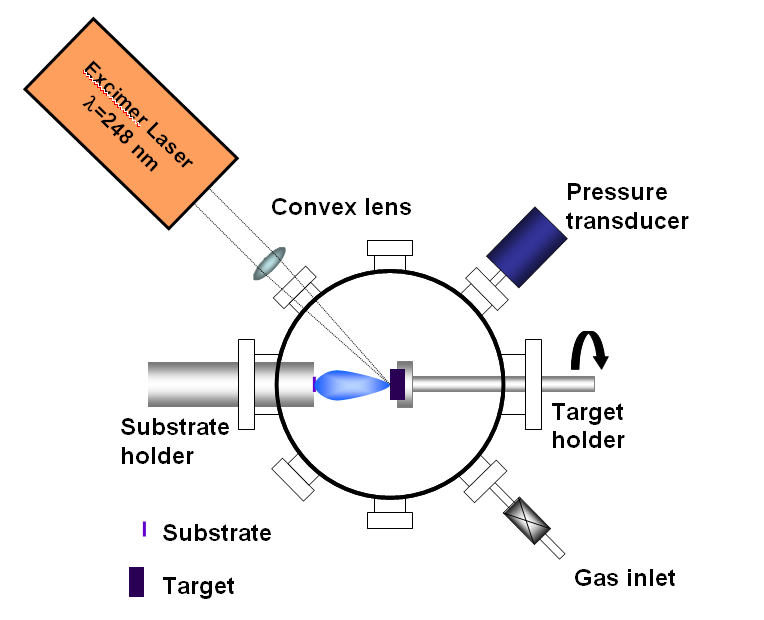 Excimer Laser
λ=248 nm
Convex lens
Pressure
transducer
Substrate
holder
Target
holder
Substrate
Target
Gas inlet